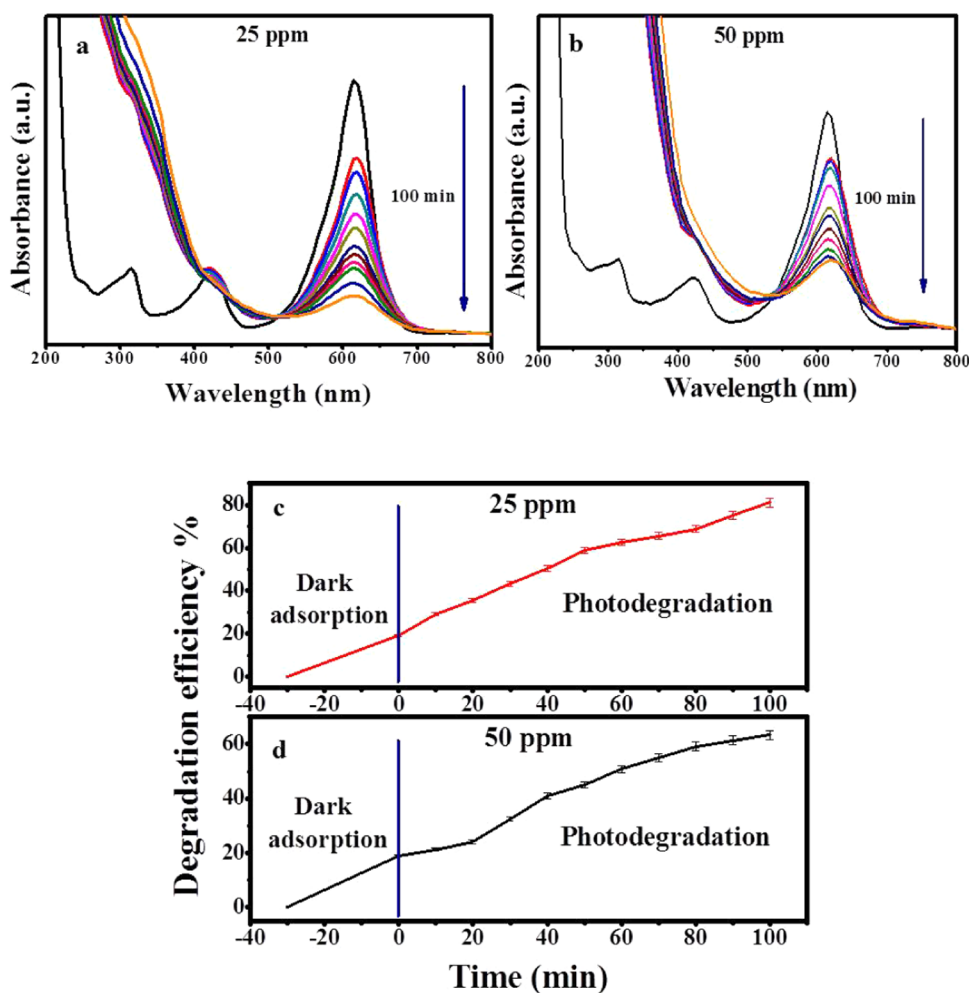 a
25 ppm
100 min
Absorbance (a.u.)
200 300 400 500 600 700 800
Wavelength (nm)
b
50 ppm
100 min
Absorbance (a.u.)
200 300 400 500 600 700 800
Wavelength (nm)
Degradation efficiency %
c
25 ppm
80
60
40
20
0
Dark
adsorption
Photodegradation
-40 -20 0 20 40 60 80 100
d
50 ppm
60
40
20
0
Dark
adsorption
Photodegradation
-40 -20 0 20 40 60 80 100
Time (min)